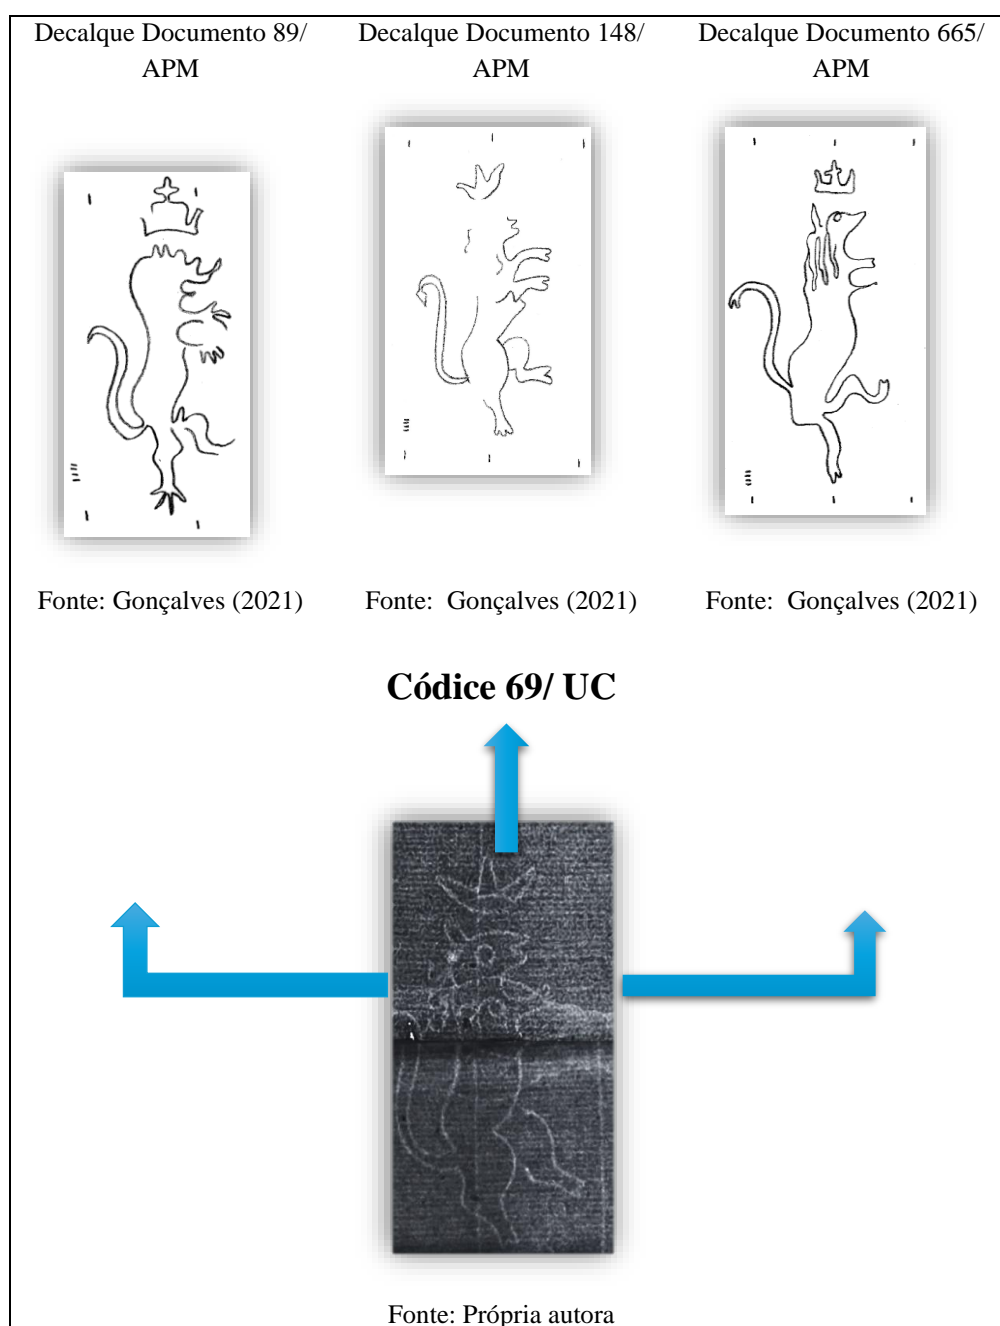 Decalque Documento 89/
APM
Decalque Documento 148/
APM
Decalque Documento 665/
APM
Fonte: Gonçalves (2021)
Fonte: Gonçalves (2021)
Fonte: Gonçalves (2021)
Códice 69/ UC
Fonte: Própria autora